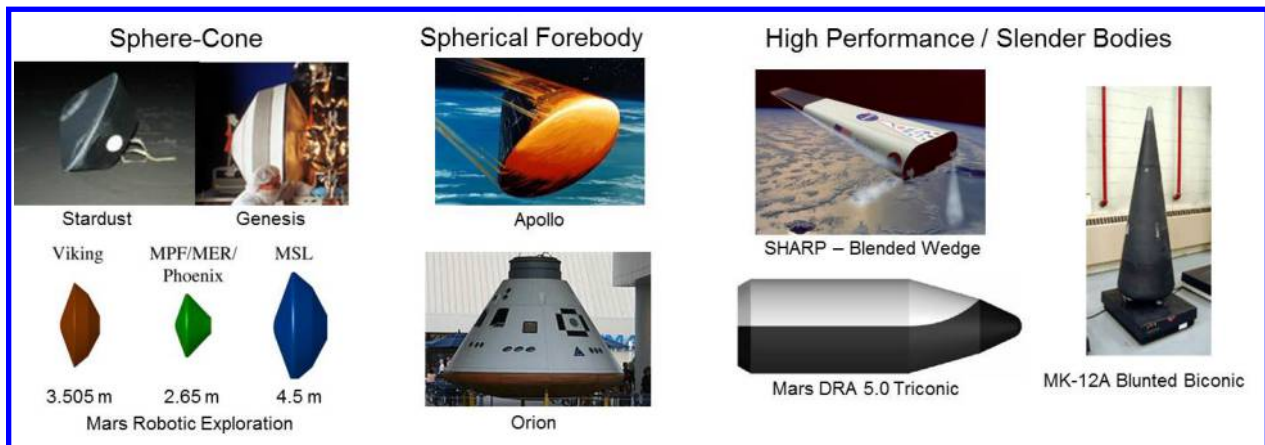 Sphere-Cone
Stardust
Genesis
Viking
MPF/MER/
Phoenix
MSL
3.505 m
2.65 m
4.5 m
Mars Robotic Exploration
Spherical Forebody
Apollo
Orion
High Performance / Slender Bodies
SHARP – Blended Wedge
Mars DRA 5.0 Triconic
MK-12A Blunted Biconic